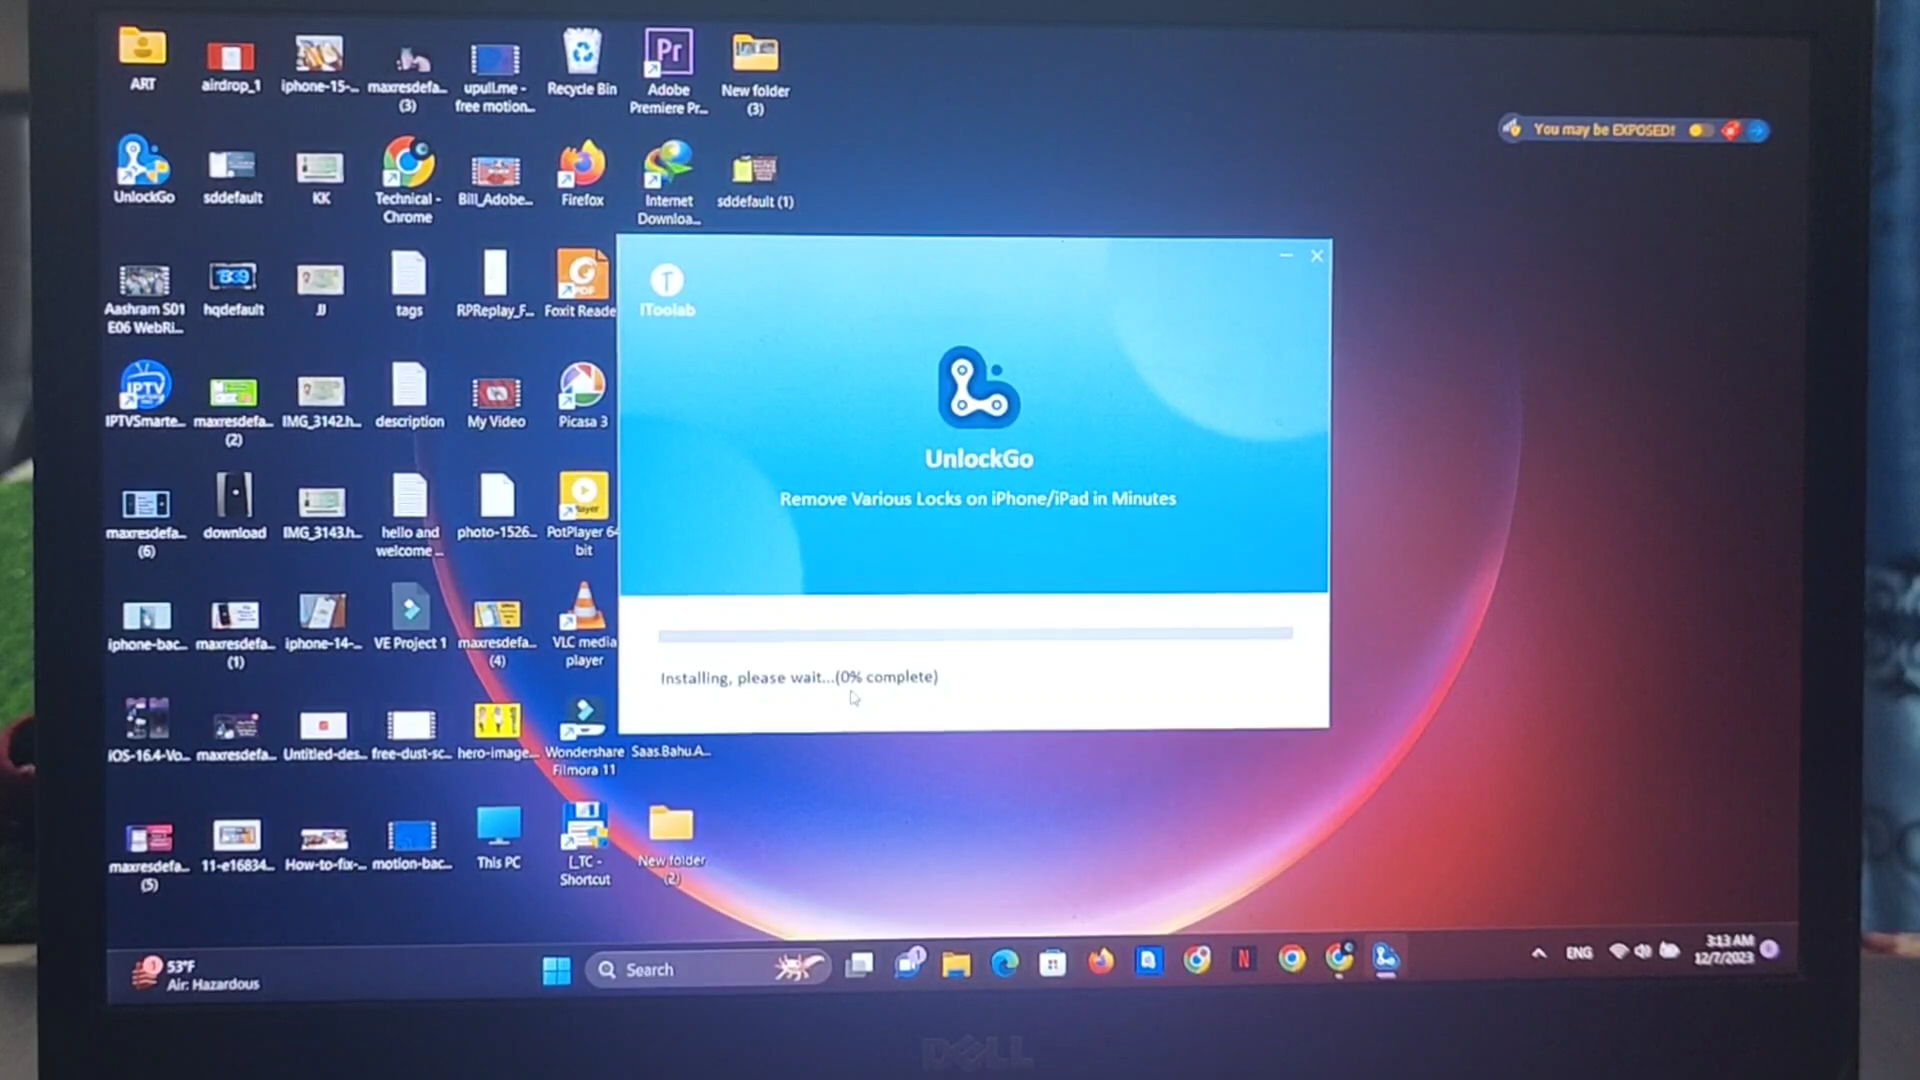 ART
airdrop_1
iphone-15-...
maxresdefa...
(3)
upull.me -
free motion...
Recycle Bin
Pr
Adobe
Premiere Pr...
New folder
(3)
You may be EXPOSED!
UnlockGo
sddefault
KK
Technical -
Chrome
Bill_Adobe...
Firefox
Internet
Downloa...
sddefault (1)
Aashram S01
E06 WebRi...
hqdefault
JJ
tags
RPReplay_F...
PDF
Foxit Reade
iToolab
UnlockGo
Remove Various Locks on iPhone/iPad in Minutes
IPTV
IPTVSmarte...
maxresdefa...
(2)
IMG_3142.h...
description
My Video
Picasa 3
maxresdefa...
(6)
download
IMG_3143.h...
hello and
welcome ...
photo-1526...
PotPlayer 64
bit
iphone-bac...
maxresdefa...
(1)
iphone-14-...
VE Project 1
maxresdefa...
(4)
VLC media
player
Installing, please wait...(0% complete)
iOS-16.4-Vo...
maxresdefa...
Untitled-des...
free-dust-sc...
hero-image...
Wondershare
Filmora 11
Saas.Bahu.A...
maxresdefa...
(5)
11-e16834...
How-to-fix-...
motion-bac...
This PC
L_TC -
Shortcut
New folder
(2)
1
53°F
Air: Hazardous
Search
1
N
ENG
3:13 AM
12/7/2023
DELL